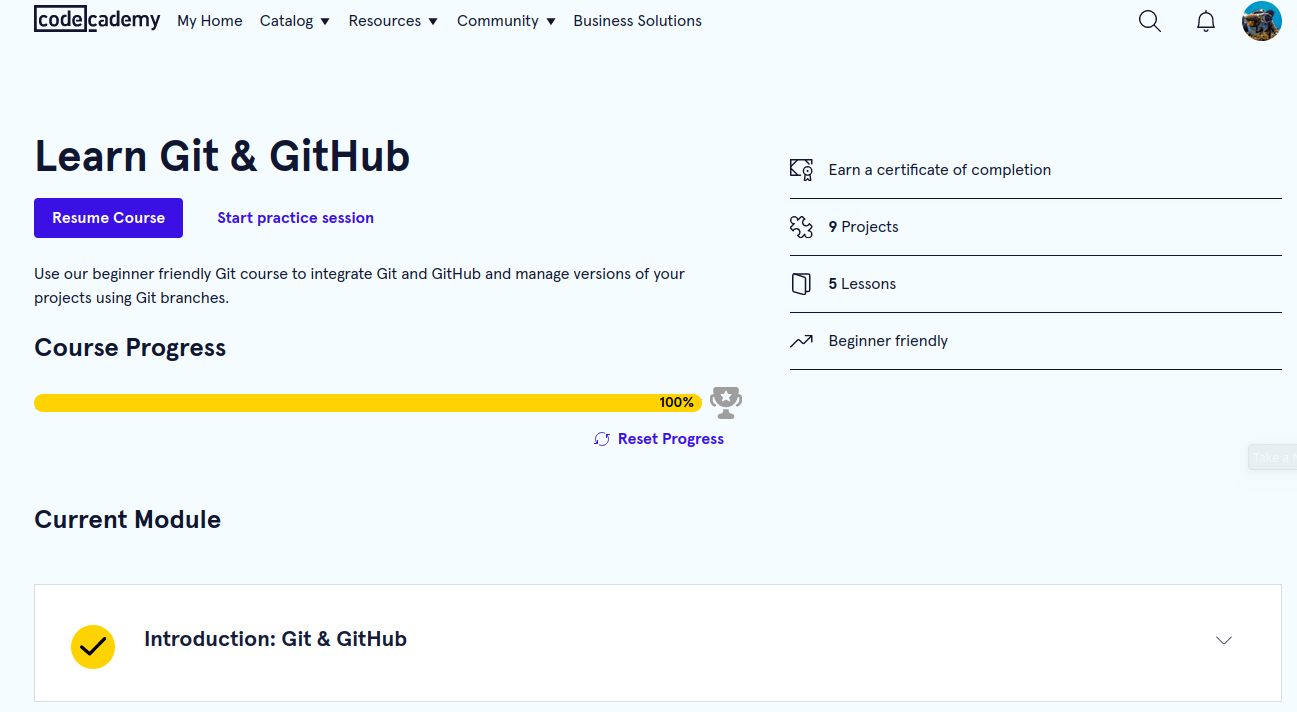 codecademy
My Home
Catalog
Resources
Community
Business Solutions
Learn Git & GitHub
Resume Course
Start practice session
Use our beginner friendly Git course to integrate Git and GitHub and manage versions of your
projects using Git branches.
Course Progress
100%
Reset Progress
Earn a certificate of completion
9 Projects
5 Lessons
Beginner friendly
Take a
Current Module
Introduction: Git & GitHub